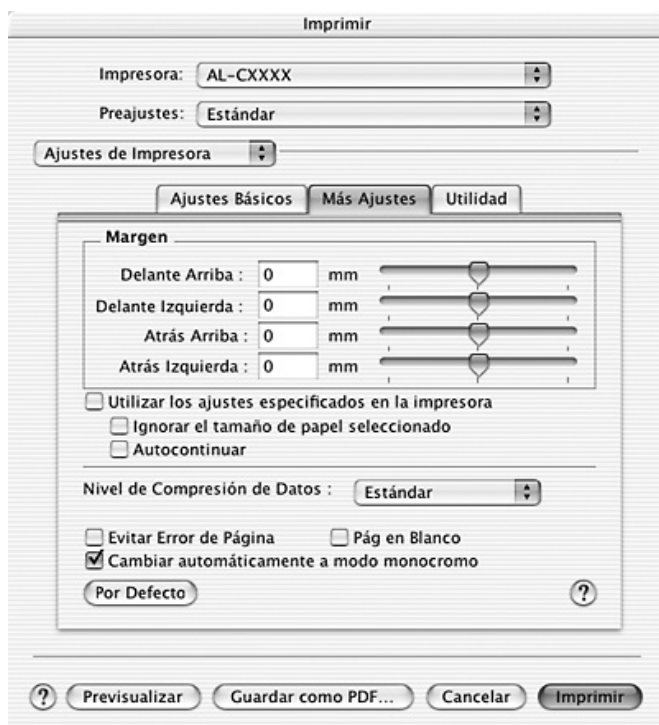 Imprimir
Impresora: AL-CXXXX
Preajustes: Estándar
Ajustes de Impresora
Ajustes Básicos Más Ajustes Utilidad
Margen
Delante Arriba : 0 mm
Delante Izquierda : 0 mm
Atrás Arriba : 0 mm
Atrás Izquierda : 0 mm
Utilizar los ajustes especificados en la impresora
Ignorar el tamaño de papel seleccionado
Autocontinuar
Nivel de Compresión de Datos : Estándar
Evitar Error de Página Pág en Blanco
Cambiar automáticamente a modo monocromo
Por Defecto ?
? Previsualizar Guardar como PDF... Cancelar Imprimir